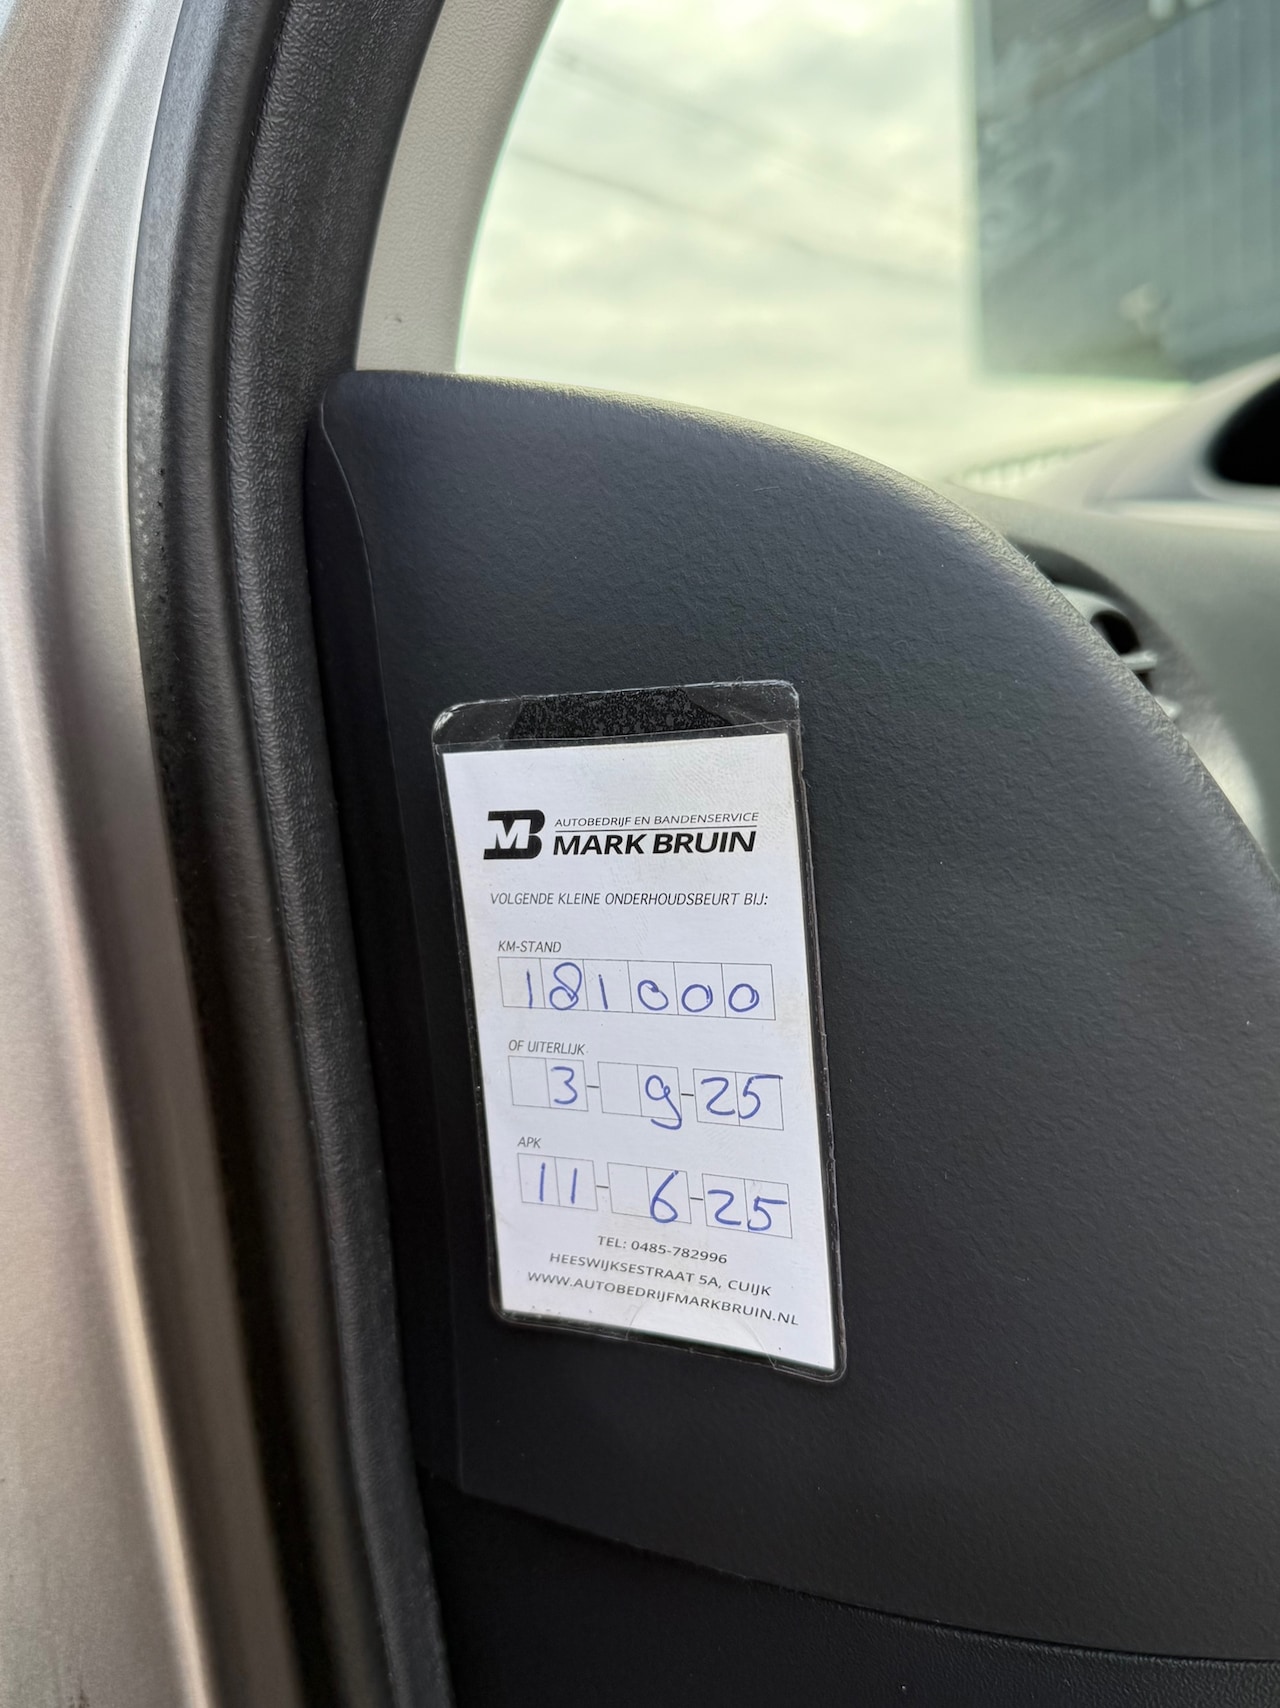 MB
AUTOBEDRIJF EN BANDENSERVICE
MARK BRUIN
VOLGENDE KLEINE ONDERHOUDSBEURT BIJ:
KM-STAND
181000
OF UITERLIJK
3-9-25
APK
11-6-25
TEL: 0485-782996
HEESWIJKSESTRAAT 5A, CUIJK
WWW.AUTOBEDRIJFMARKBRUIN.NL